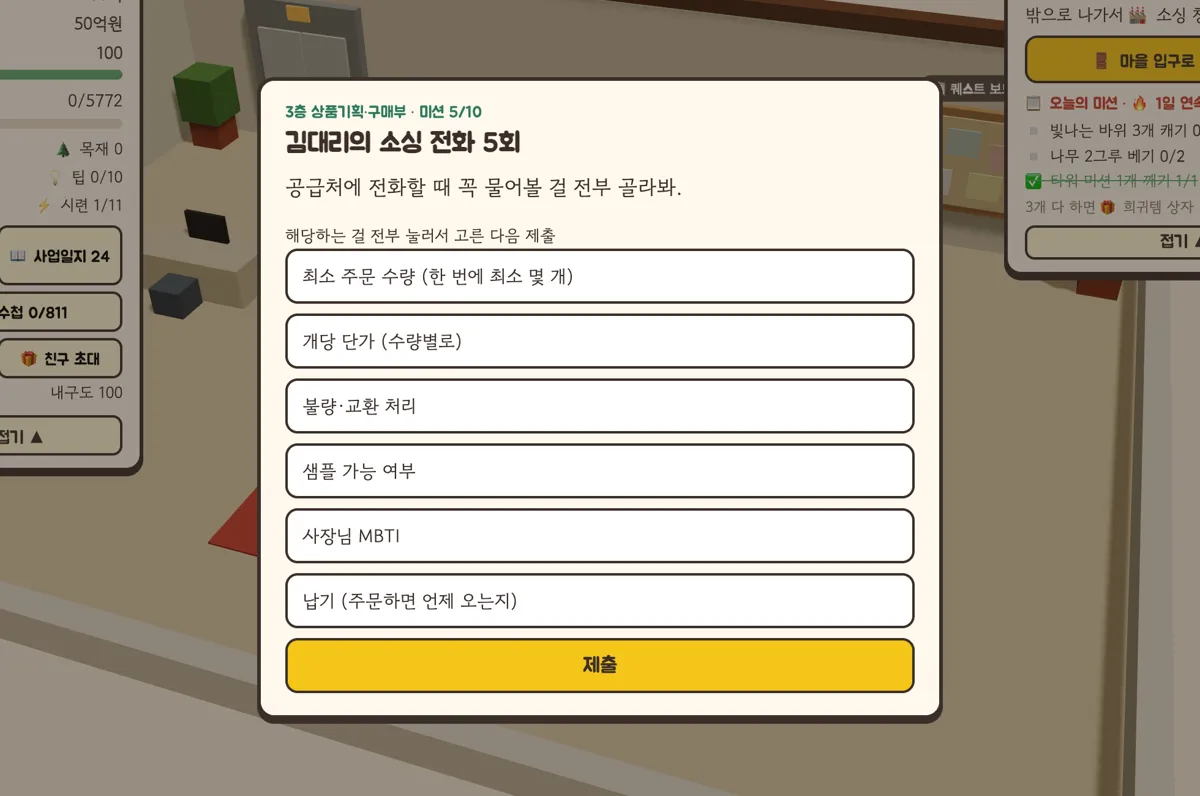 50억원
100
0/5772
🌲 목재 0
💡 팁 0/10
⚡ 시련 1/11
📖 사업일지 24
수첩 0/811
🎁 친구 초대
내구도 100
접기 ▲
3층 상품기획·구매부 · 미션 5/10
김대리의 소싱 전화 5회
공급처에 전화할 때 꼭 물어볼 걸 전부 골라봐.
해당하는 걸 전부 눌러서 고른 다음 제출
최소 주문 수량 (한 번에 최소 몇 개)
개당 단가 (수량별로)
불량·교환 처리
샘플 가능 여부
사장님 MBTI
납기 (주문하면 언제 오는지)
제출
밖으로 나가서 🏭 소싱
🚪 마을 입구로
퀘스트
오늘의 미션 · 🔥 1일 연속
빛나는 바위 3개 캐기
나무 2그루 베기 0/2
✅ 타워 미션 1개 깨기 1/1
3개 다 하면 🎁 희귀템 상자
접기